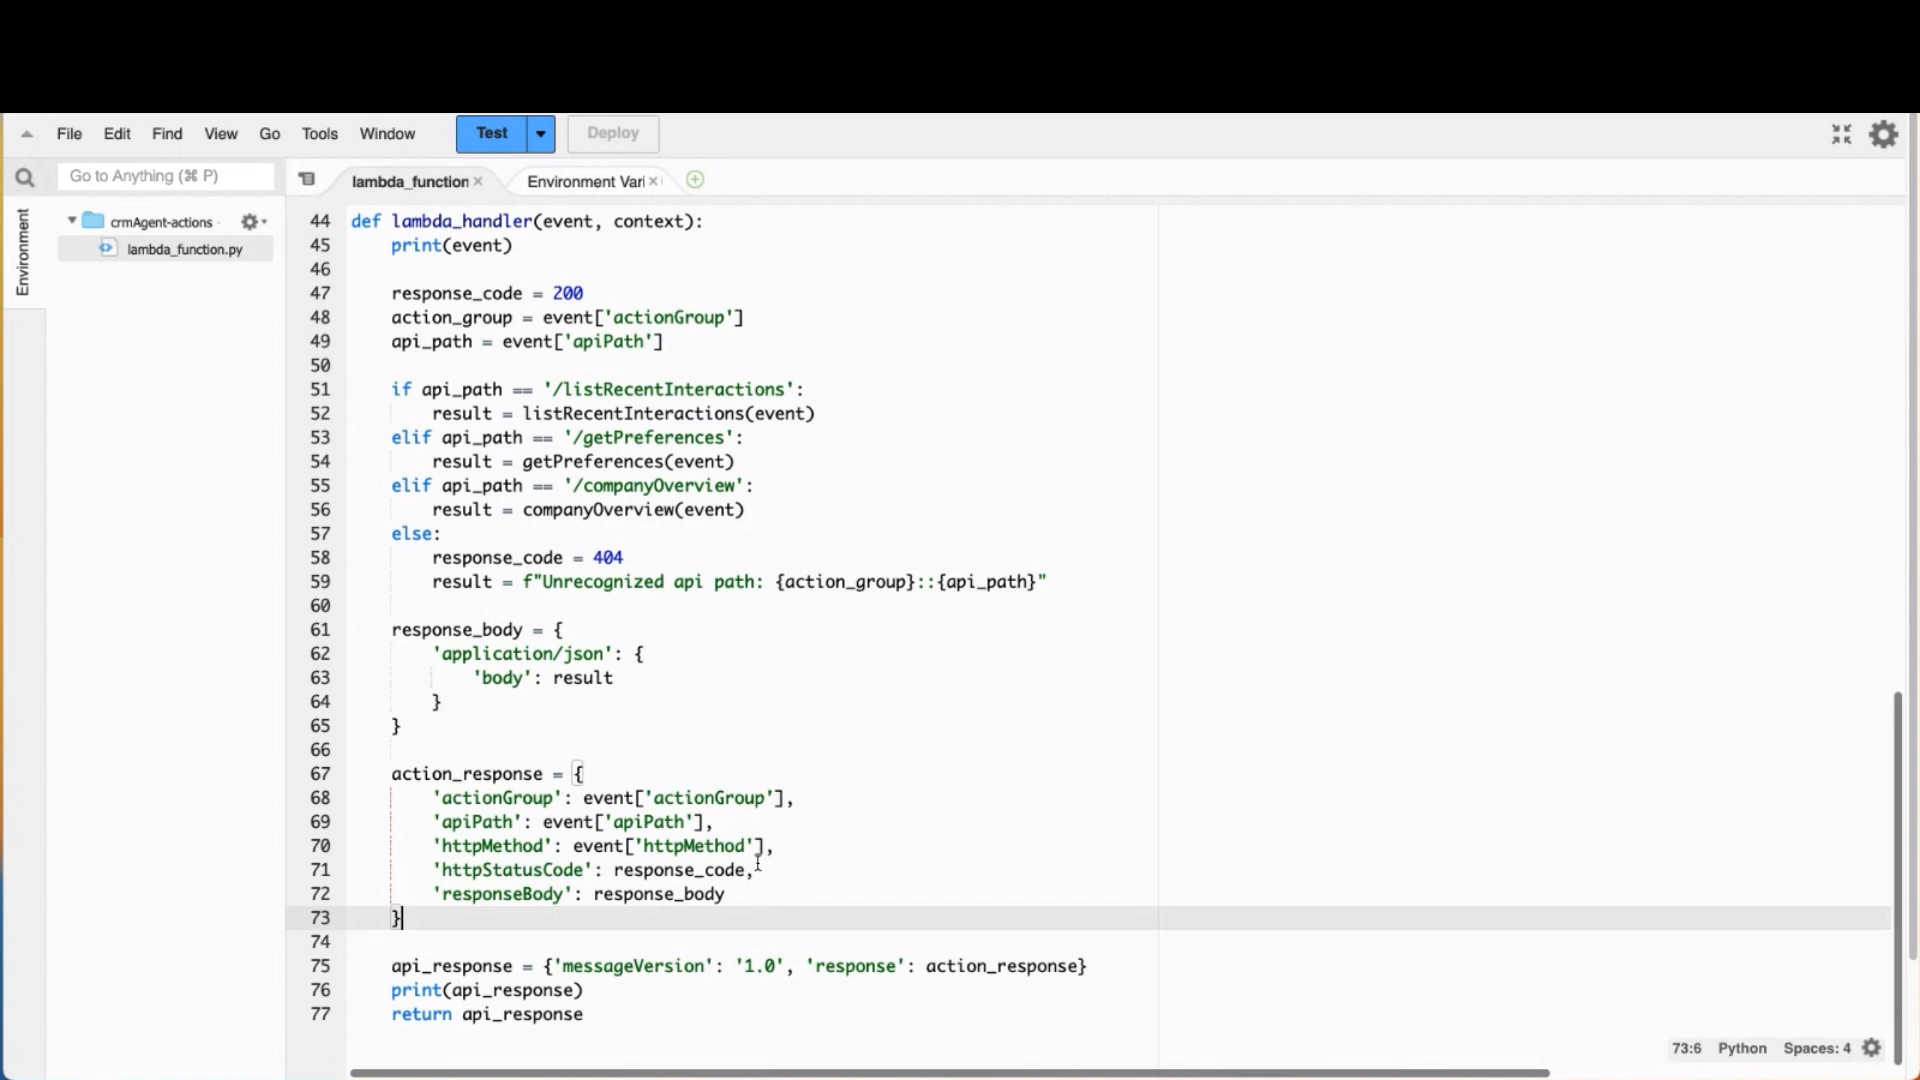 File Edit Find View Go Tools Window Test Deploy
Go to Anything (⌘ P)
lambda_function × Environment Vari ×
Environment
crmAgent-actions -
lambda_function.py
44 def lambda_handler(event, context):
45     print(event)
46
47     response_code = 200
48     action_group = event['actionGroup']
49     api_path = event['apiPath']
50
51     if api_path == '/listRecentInteractions':
52         result = listRecentInteractions(event)
53     elif api_path == '/getPreferences':
54         result = getPreferences(event)
55     elif api_path == '/companyOverview':
56         result = companyOverview(event)
57     else:
58         response_code = 404
59         result = f"Unrecognized api path: {action_group}::{api_path}"
60
61     response_body = {
62         'application/json': {
63             'body': result
64         }
65     }
66
67     action_response = {
68         'actionGroup': event['actionGroup'],
69         'apiPath': event['apiPath'],
70         'httpMethod': event['httpMethod'],
71         'httpStatusCode': response_code,
72         'responseBody': response_body
73     }
74
75     api_response = {'messageVersion': '1.0', 'response': action_response}
76     print(api_response)
77     return api_response
73:6 Python Spaces: 4